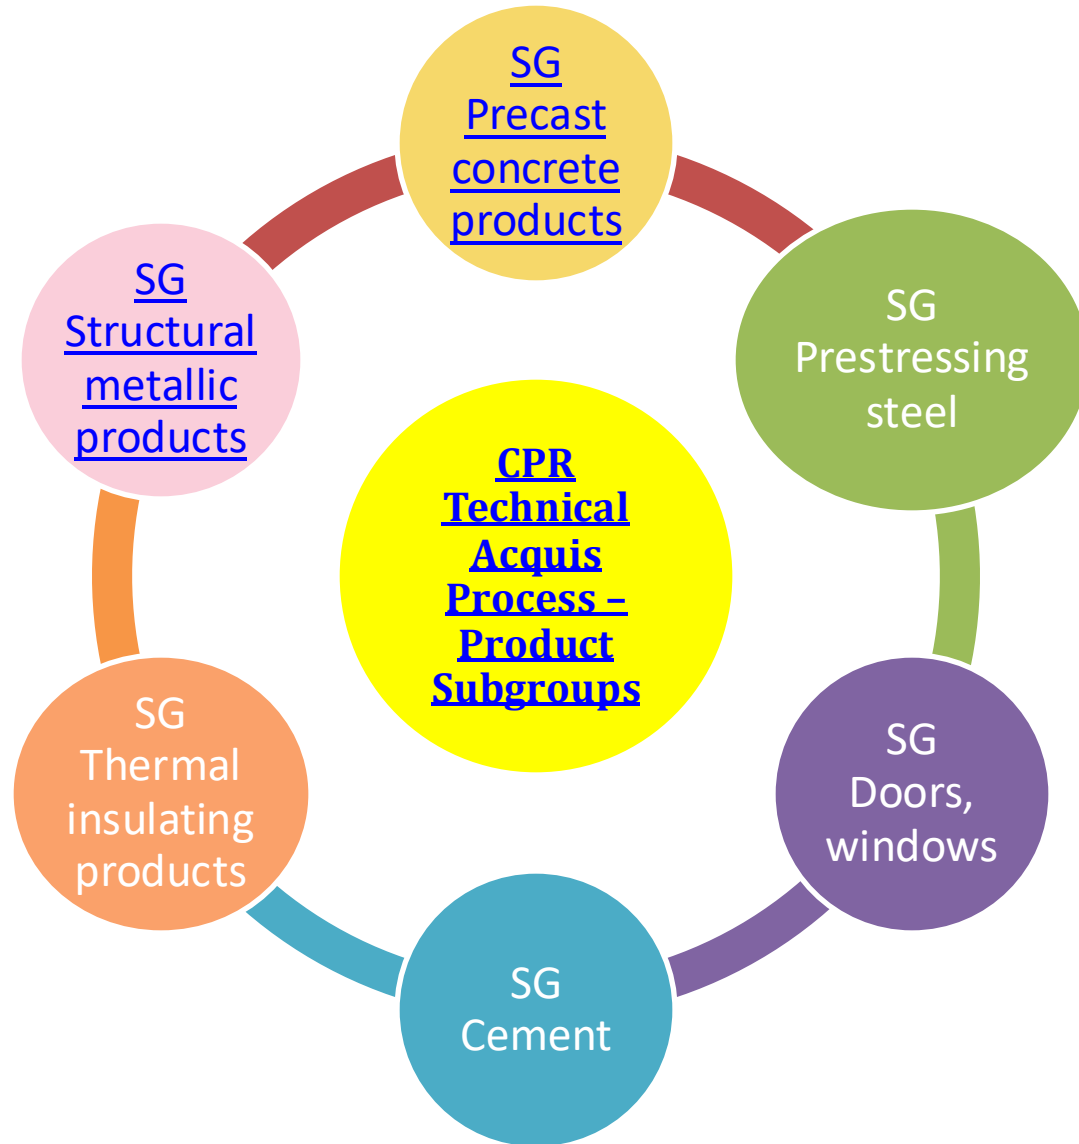 SG
Precast
concrete
products
SG
Prestressing
steel
SG
Doors,
windows
SG
Cement
SG
Thermal
insulating
products
SG
Structural
metallic
products
CPR
Technical
Acquis
Process –
Product
Subgroups